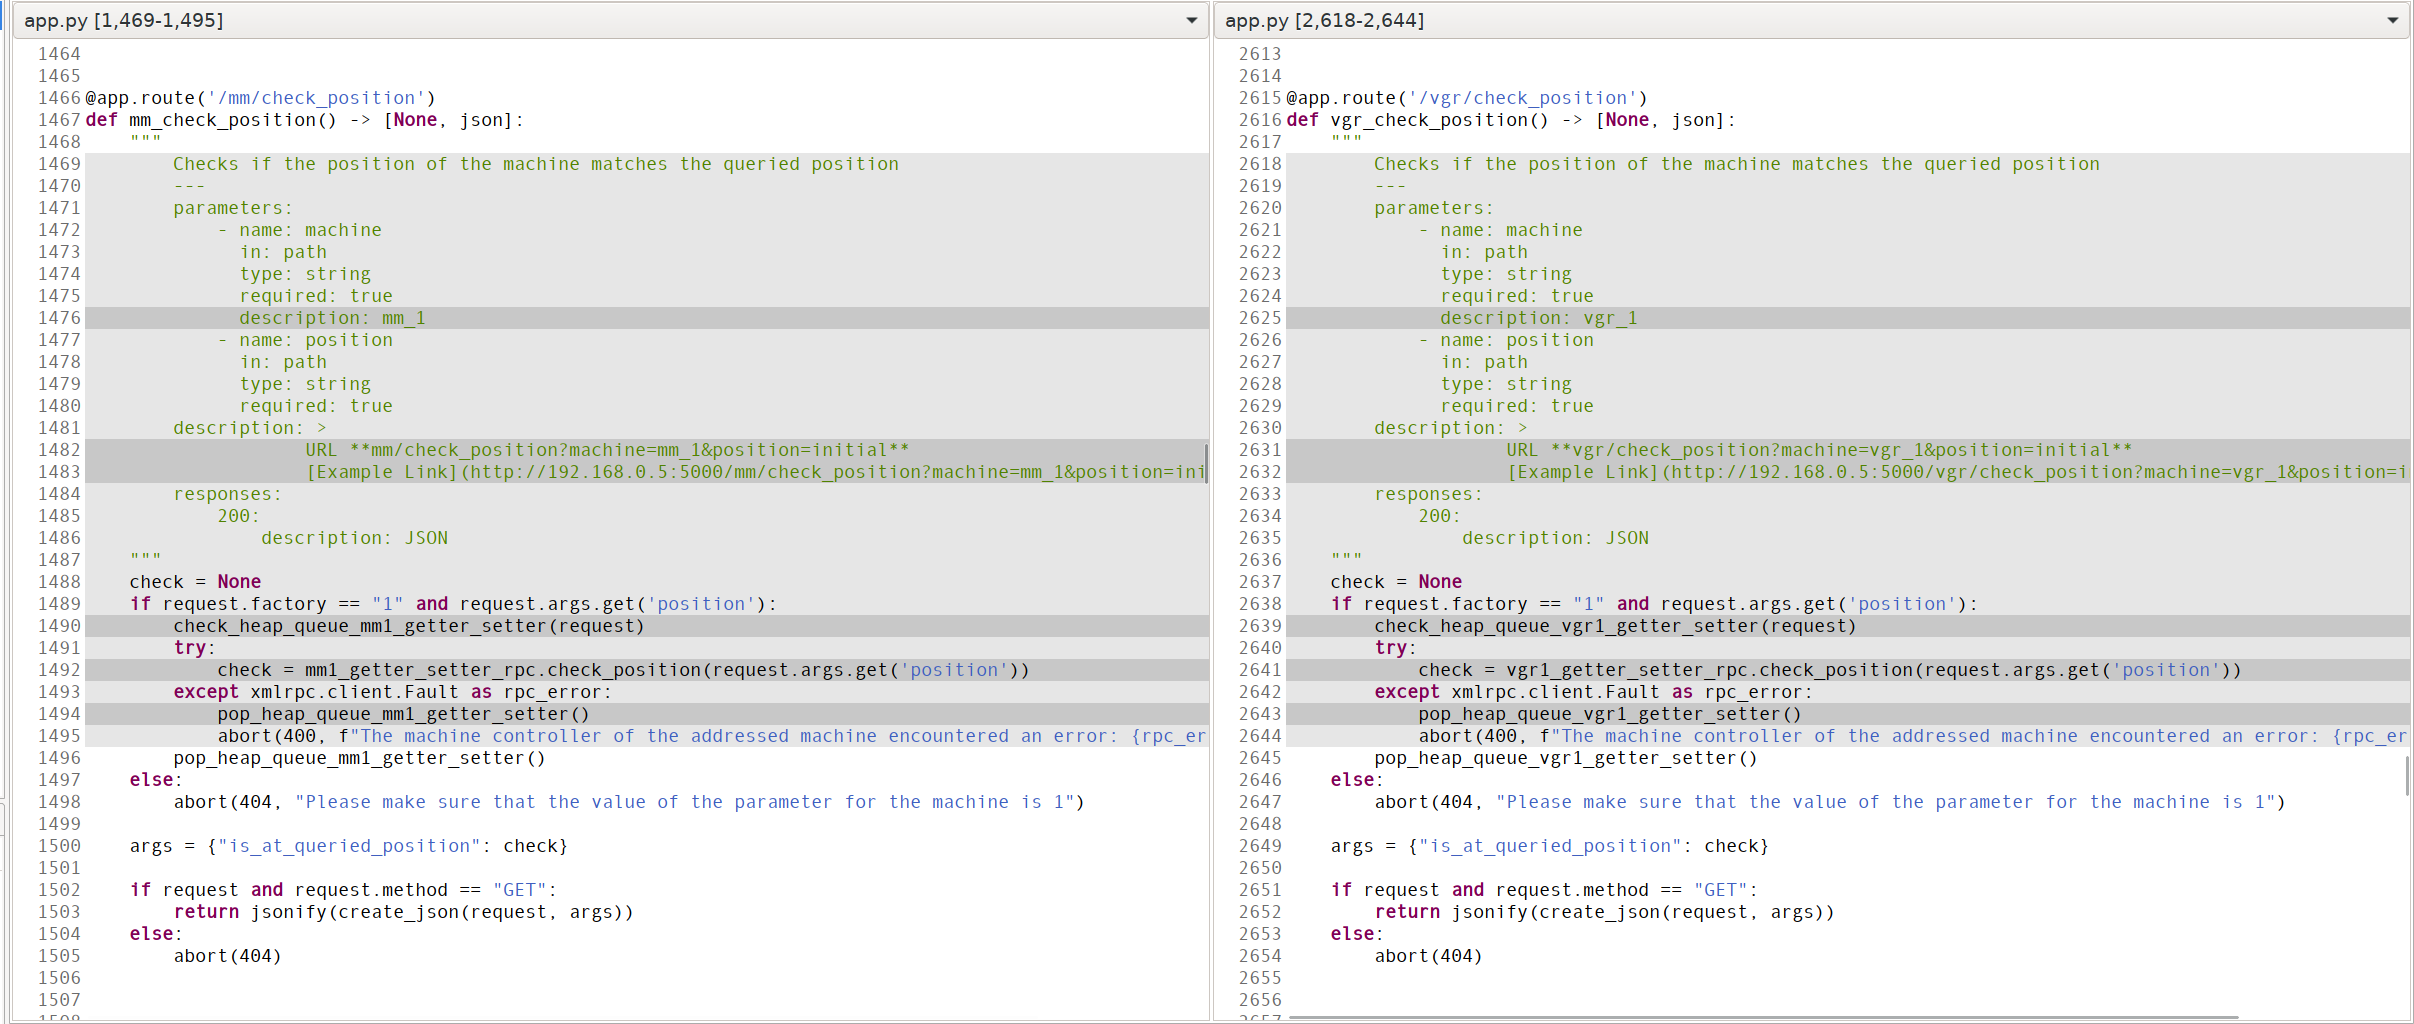 app.py [1,469-1,495]
1464
1465
1466 @app.route('/mm/check_position')
1467 def mm_check_position() -> [None, json]:
1468     """
1469         Checks if the position of the machine matches the queried position
1470         ---
1471         parameters:
1472             - name: machine
1473               in: path
1474               type: string
1475               required: true
1476               description: mm_1
1477             - name: position
1478               in: path
1479               type: string
1480               required: true
1481         description: >
1482                     URL **mm/check_position?machine=mm_1&position=initial**
1483                     [Example Link](http://192.168.0.5:5000/mm/check_position?machine=mm_1&position=ini
1484         responses:
1485             200:
1486                 description: JSON
1487     """
1488     check = None
1489     if request.factory == "1" and request.args.get('position'):
1490         check_heap_queue_mm1_getter_setter(request)
1491         try:
1492             check = mm1_getter_setter_rpc.check_position(request.args.get('position'))
1493         except xmlrpc.client.Fault as rpc_error:
1494             pop_heap_queue_mm1_getter_setter()
1495             abort(400, f"The machine controller of the addressed machine encountered an error: {rpc_er
1496         pop_heap_queue_mm1_getter_setter()
1497     else:
1498         abort(404, "Please make sure that the value of the parameter for the machine is 1")
1499
1500     args = {"is_at_queried_position": check}
1501
1502     if request and request.method == "GET":
1503         return jsonify(create_json(request, args))
1504     else:
1505         abort(404)
1506
1507
app.py [2,618-2,644]
2613
2614
2615 @app.route('/vgr/check_position')
2616 def vgr_check_position() -> [None, json]:
2617     """
2618         Checks if the position of the machine matches the queried position
2619         ---
2620         parameters:
2621             - name: machine
2622               in: path
2623               type: string
2624               required: true
2625               description: vgr_1
2626             - name: position
2627               in: path
2628               type: string
2629               required: true
2630         description: >
2631                     URL **vgr/check_position?machine=vgr_1&position=initial**
2632                     [Example Link](http://192.168.0.5:5000/vgr/check_position?machine=vgr_1&position=i
2633         responses:
2634             200:
2635                 description: JSON
2636     """
2637     check = None
2638     if request.factory == "1" and request.args.get('position'):
2639         check_heap_queue_vgr1_getter_setter(request)
2640         try:
2641             check = vgr1_getter_setter_rpc.check_position(request.args.get('position'))
2642         except xmlrpc.client.Fault as rpc_error:
2643             pop_heap_queue_vgr1_getter_setter()
2644             abort(400, f"The machine controller of the addressed machine encountered an error: {rpc_er
2645         pop_heap_queue_vgr1_getter_setter()
2646     else:
2647         abort(404, "Please make sure that the value of the parameter for the machine is 1")
2648
2649     args = {"is_at_queried_position": check}
2650
2651     if request and request.method == "GET":
2652         return jsonify(create_json(request, args))
2653     else:
2654         abort(404)
2655
2656